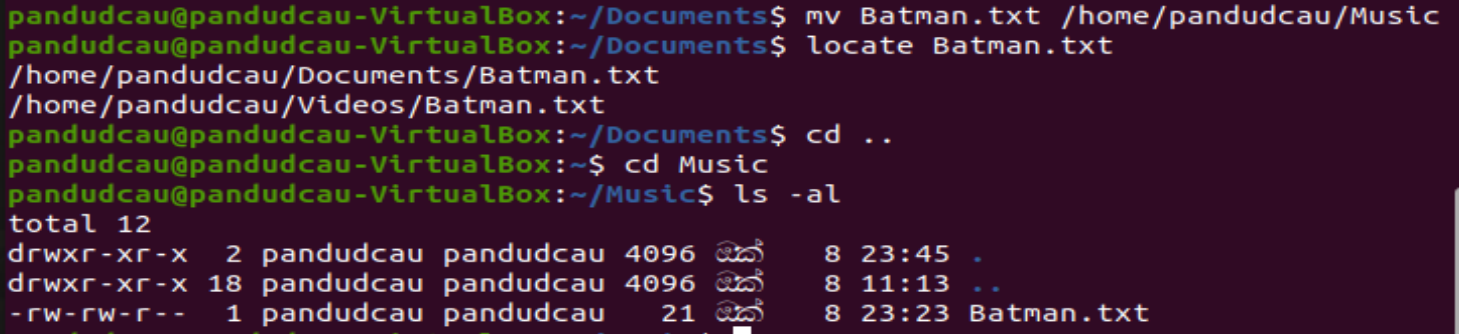 pandudcau@pandudcau-VirtualBox:~/Documents$ mv Batman.txt /home/pandudcau/Music
pandudcau@pandudcau-VirtualBox:~/Documents$ locate Batman.txt
/home/pandudcau/Documents/Batman.txt
/home/pandudcau/Videos/Batman.txt
pandudcau@pandudcau-VirtualBox:~/Documents$ cd ..
pandudcau@pandudcau-VirtualBox:~$ cd Music
pandudcau@pandudcau-VirtualBox:~/Music$ ls -al
total 12
drwxr-xr-x  2 pandudcau pandudcau 4096 ඔක්   8 23:45 .
drwxr-xr-x 18 pandudcau pandudcau 4096 ඔක්   8 11:13 ..
-rw-rw-r--  1 pandudcau pandudcau   21 ඔක්   8 23:23 Batman.txt